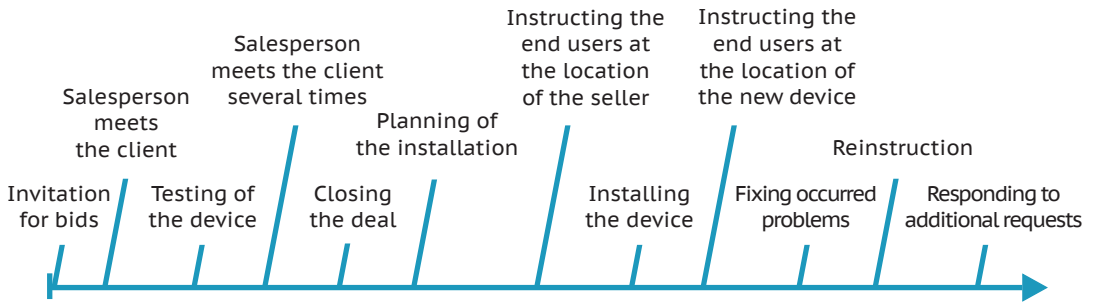 Invitation
for bids
Salesperson
meets
the client
Testing of
the device
Salesperson
meets the client
several times
Closing
the deal
Planning of
the installation
Instructing the
end users at
the location
of the seller
Installing
the device
Instructing the
end users at
the location of
the new device
Fixing occurred
problems
Reinstruction
Responding to
additional requests